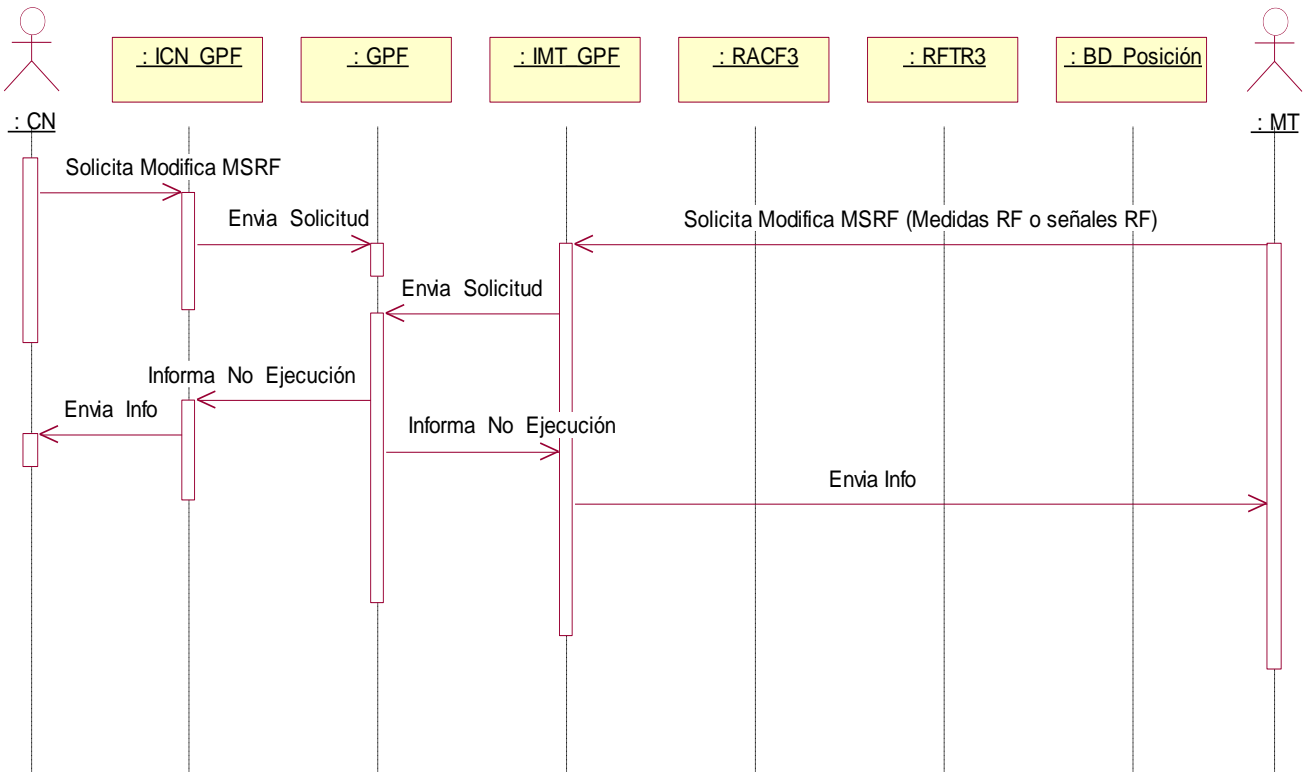 : ICN_GPF
: GPF
: IMT_GPF
: RACF3
: RFTR3
: BD_Posición
: CN
: MT
Solicita Modifica MSRF
Envia Solicitud
Solicita Modifica MSRF (Medidas RF o señales RF)
Envia Solicitud
Informa No Ejecución
Envia Info
Informa No Ejecución
Envia Info